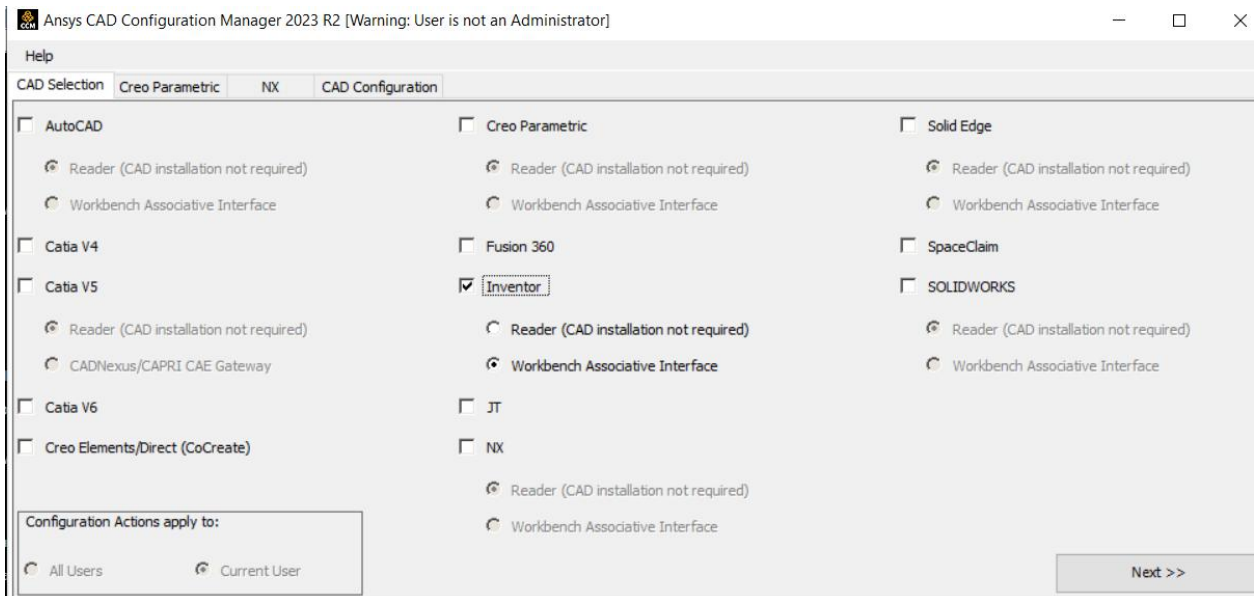 CCM
Ansys CAD Configuration Manager 2023 R2 [Warning: User is not an Administrator]
Help
CAD Selection Creo Parametric NX CAD Configuration
AutoCAD
Reader (CAD installation not required)
Workbench Associative Interface
Catia V4
Catia V5
Reader (CAD installation not required)
CADNexus/CAPRI CAE Gateway
Catia V6
Creo Elements/Direct (CoCreate)
Configuration Actions apply to:
All Users Current User
Creo Parametric
Reader (CAD installation not required)
Workbench Associative Interface
Fusion 360
Inventor
Reader (CAD installation not required)
Workbench Associative Interface
JT
NX
Reader (CAD installation not required)
Workbench Associative Interface
Solid Edge
Reader (CAD installation not required)
Workbench Associative Interface
SpaceClaim
SOLIDWORKS
Reader (CAD installation not required)
Workbench Associative Interface
Next >>